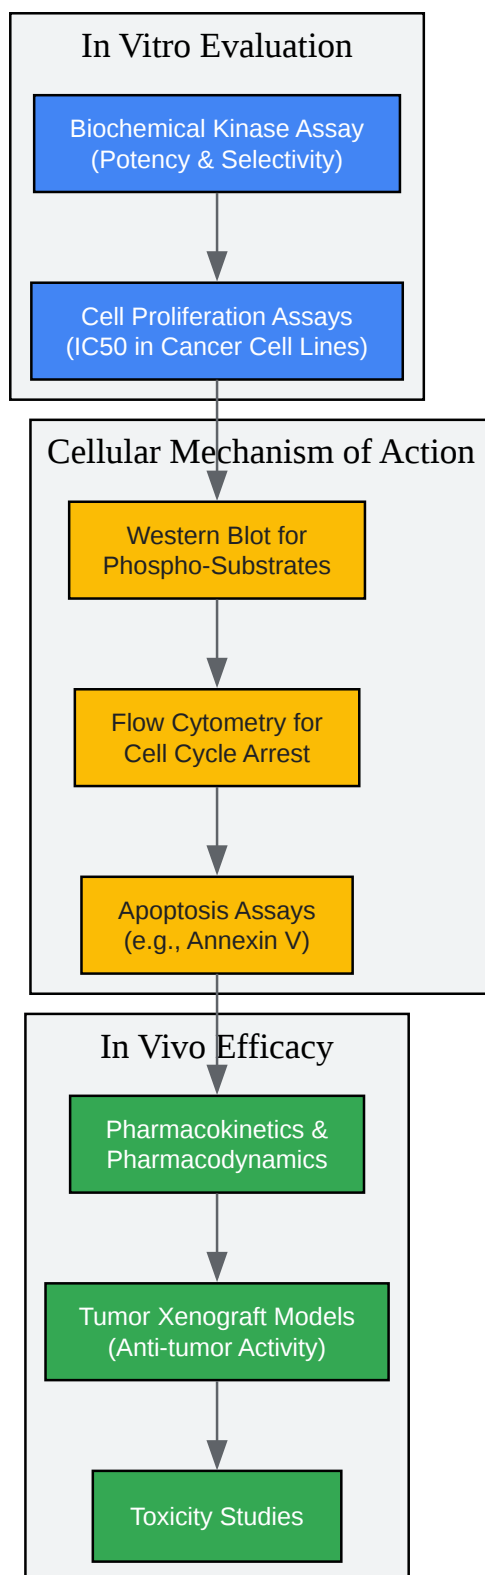 In Vitro Evaluation
Biochemical Kinase Assay
(Potency & Selectivity)
Cell Proliferation Assays
(IC50 in Cancer Cell Lines)
Cellular Mechanism of Action
Western Blot for
Phospho-Substrates
Flow Cytometry for
Cell Cycle Arrest
Apoptosis Assays
(e.g., Annexin V)
In Vivo Efficacy
Pharmacokinetics &
Pharmacodynamics
Tumor Xenograft Models
(Anti-tumor Activity)
Toxicity Studies